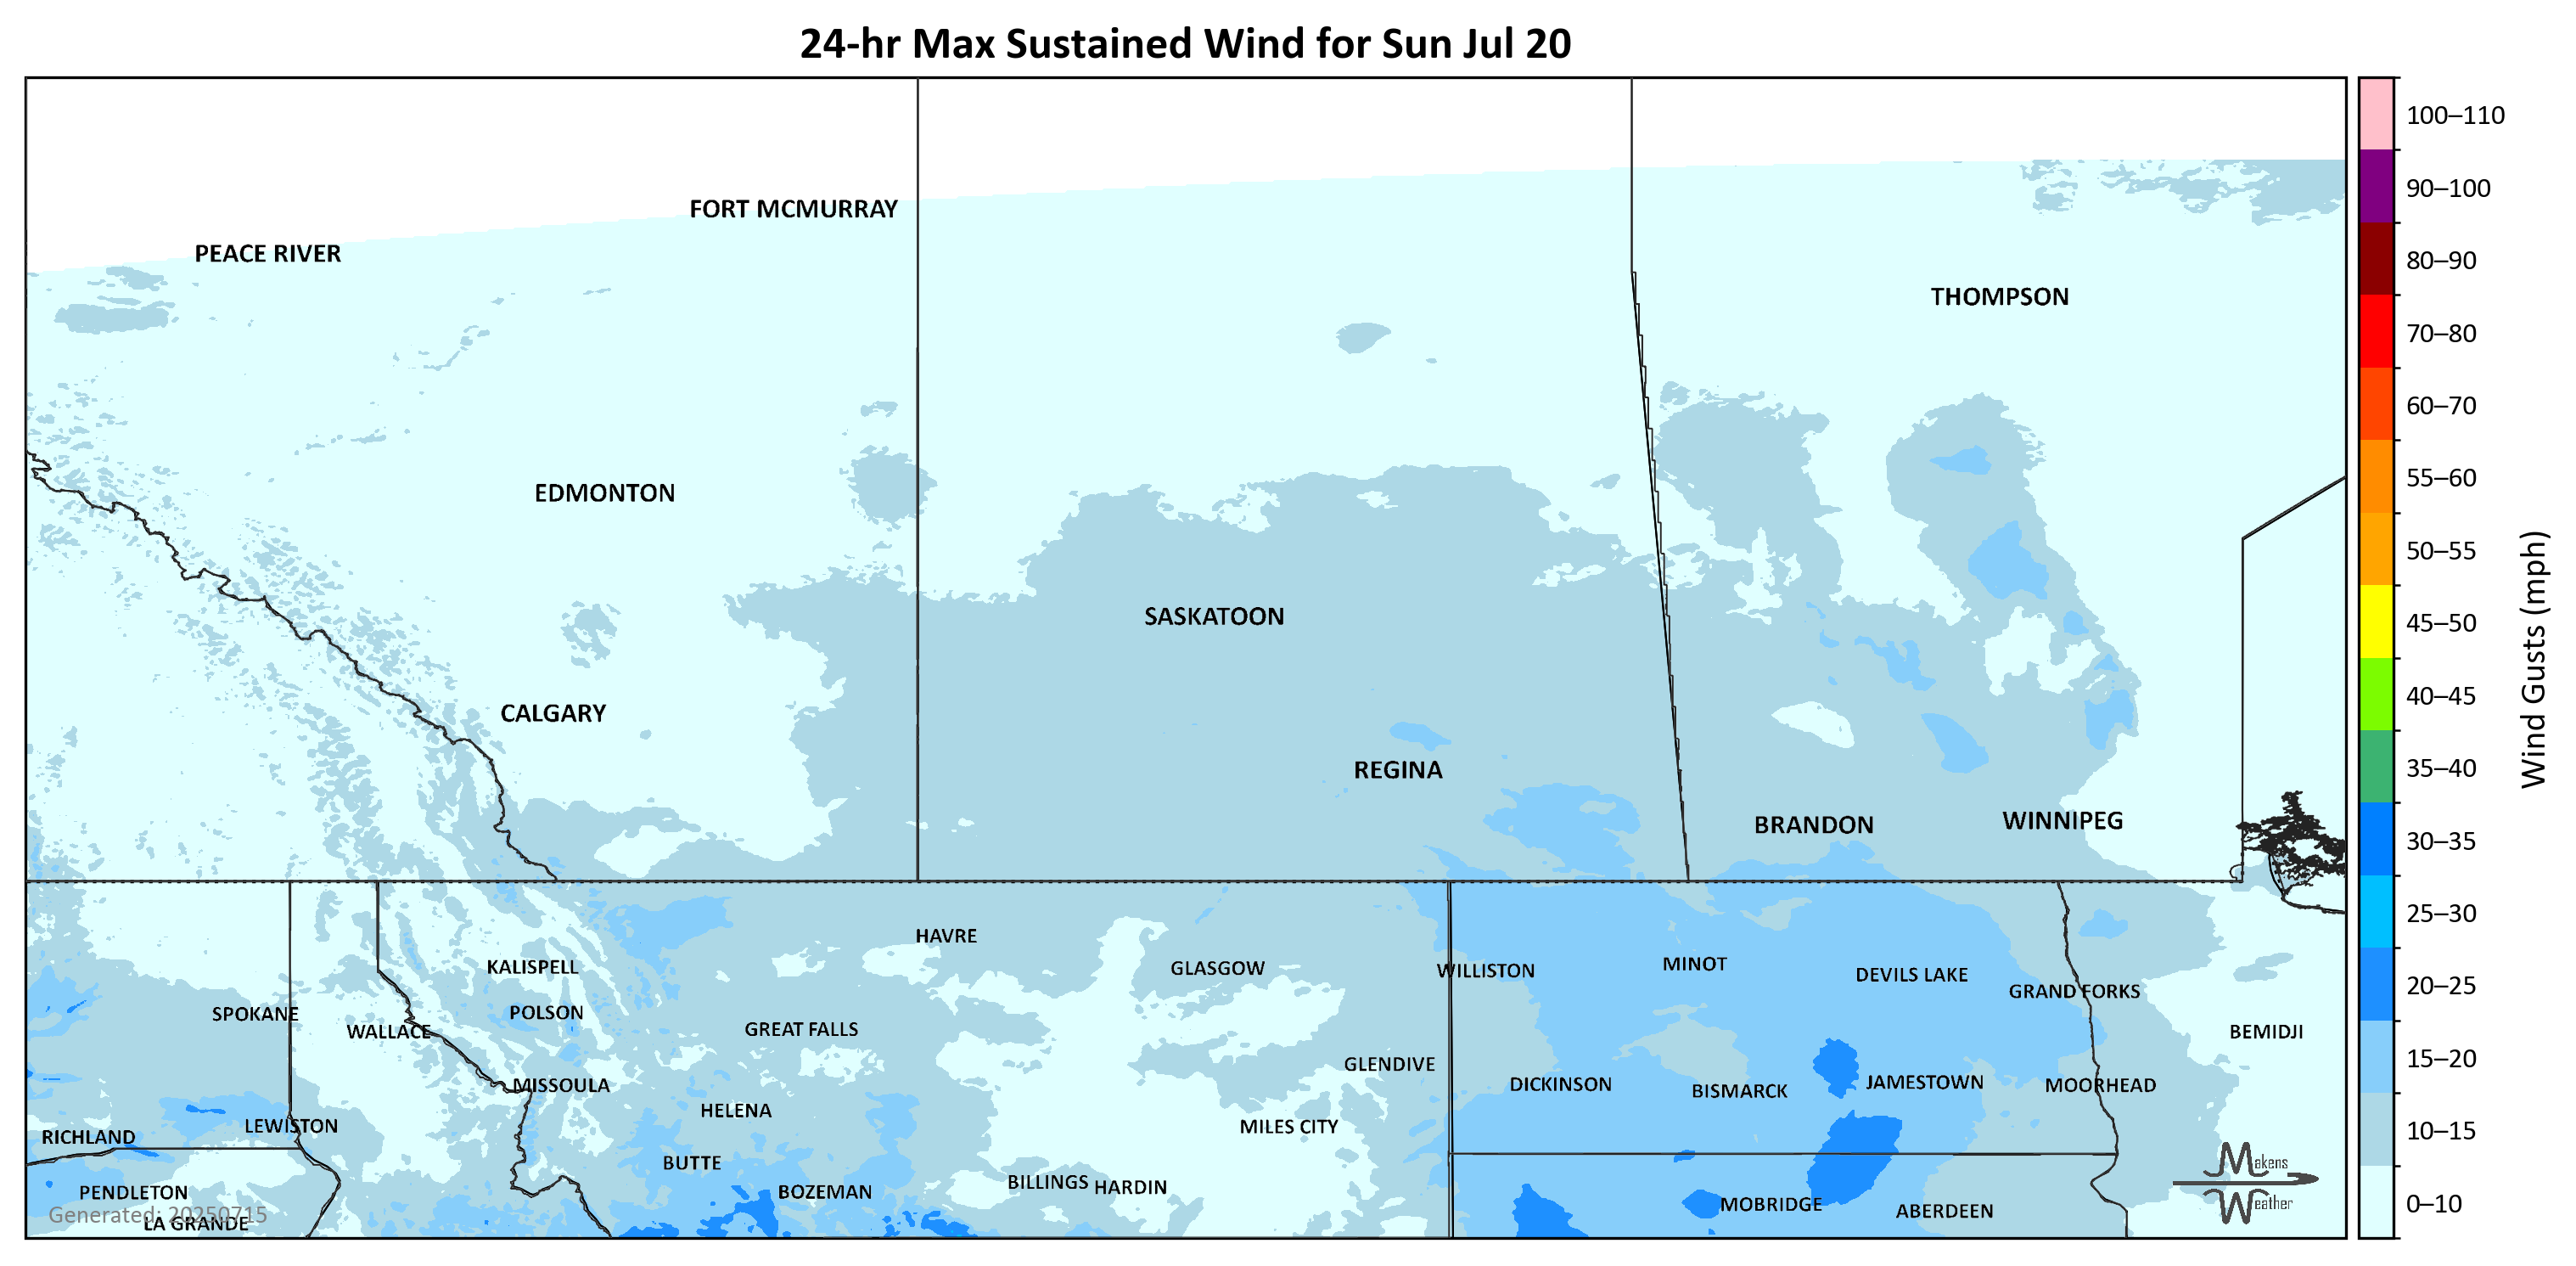 24-hr Max Sustained Wind for Sun Jul 20
FORT MCMURRAY
PEACE RIVER
THOMPSON
EDMONTON
SASKATOON
CALGARY
REGINA
BRANDON
WINNIPEG
HAVRE
KALISPELL
GLASGOW
WILLISTON
MINOT
DEVILS LAKE
GRAND FORKS
SPOKANE
POLSON
WALLACE
GREAT FALLS
BEMIDJI
GLENDIVE
MISSOULA
DICKINSON
BISMARCK
JAMESTOWN
MOORHEAD
HELENA
LEWISTON
MILES CITY
RICHLAND
BUTTE
BILLINGS
HARDIN
PENDLETON
BOZEMAN
MOBRIDGE
ABERDEEN
Generated: 20250715
LA GRANDE
Makens
Weather
100–110
90–100
80–90
70–80
60–70
55–60
50–55
45–50
40–45
35–40
30–35
25–30
20–25
15–20
10–15
0–10
Wind Gusts (mph)